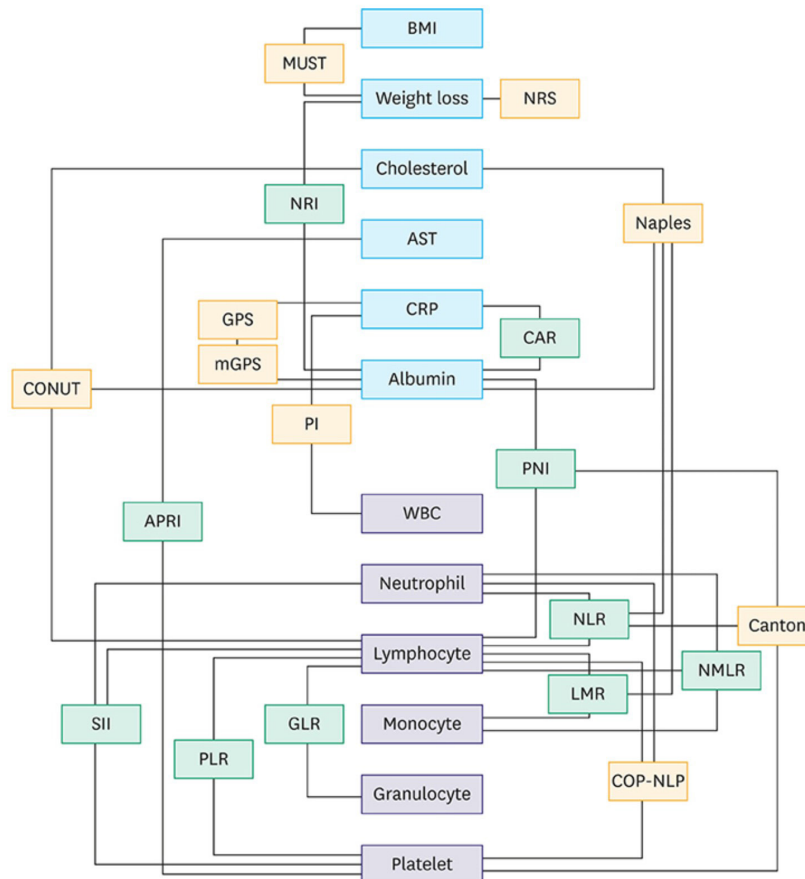 BMI
MUST
Weight loss
NRS
Cholesterol
NRI
Naples
AST
CRP
GPS
CAR
mGPS
Albumin
CONUT
PI
PNI
WBC
APRI
Neutrophil
NLR
Canton
Lymphocyte
NMLR
LMR
SII
GLR
Monocyte
PLR
COP-NLP
Granulocyte
Platelet